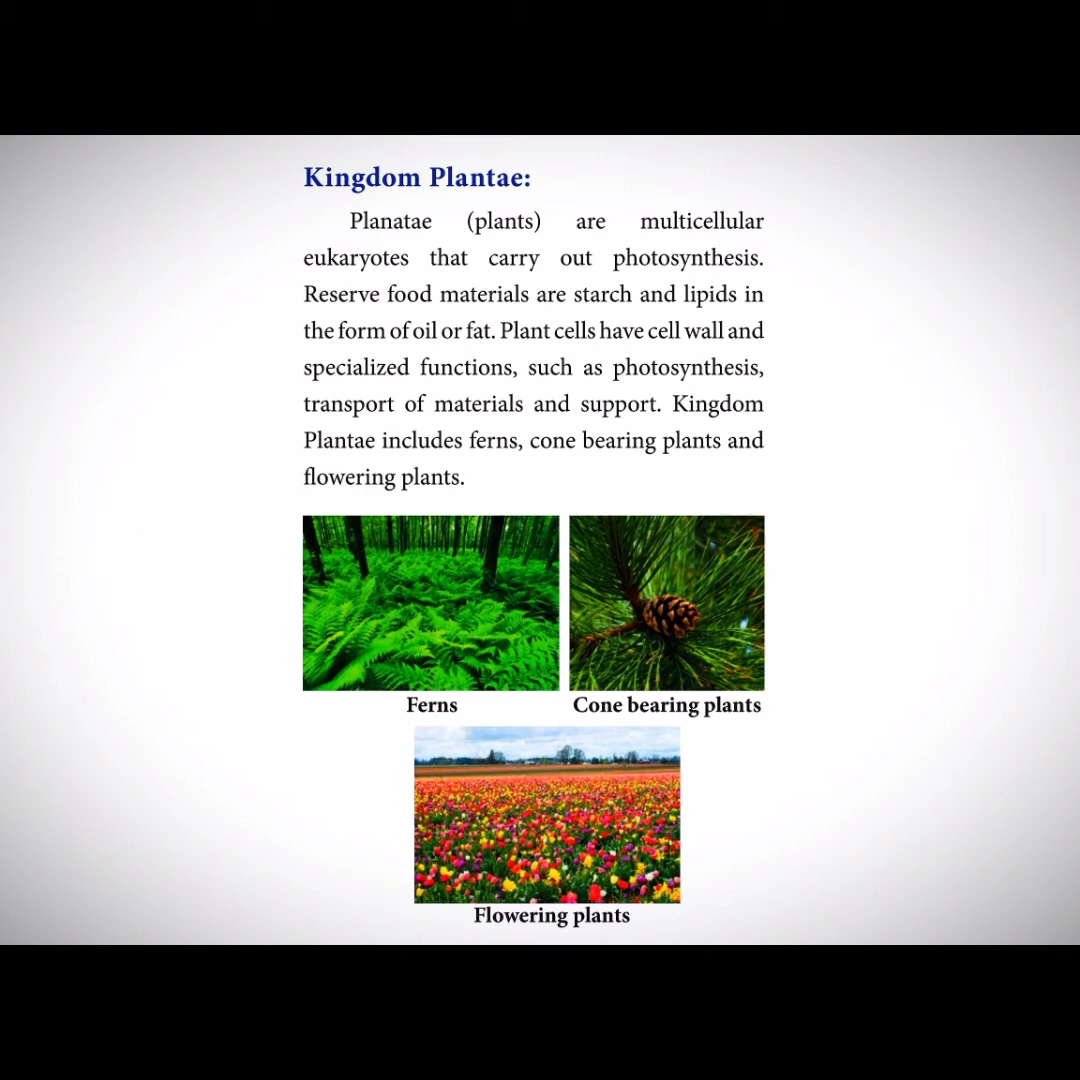 Kingdom Plantae:
Planatae (plants) are multicellular
eukaryotes that carry out photosynthesis.
Reserve food materials are starch and lipids in
the form of oil or fat. Plant cells have cell wall and
specialized functions, such as photosynthesis,
transport of materials and support. Kingdom
Plantae includes ferns, cone bearing plants and
flowering plants.
Ferns
Cone bearing plants
Flowering plants